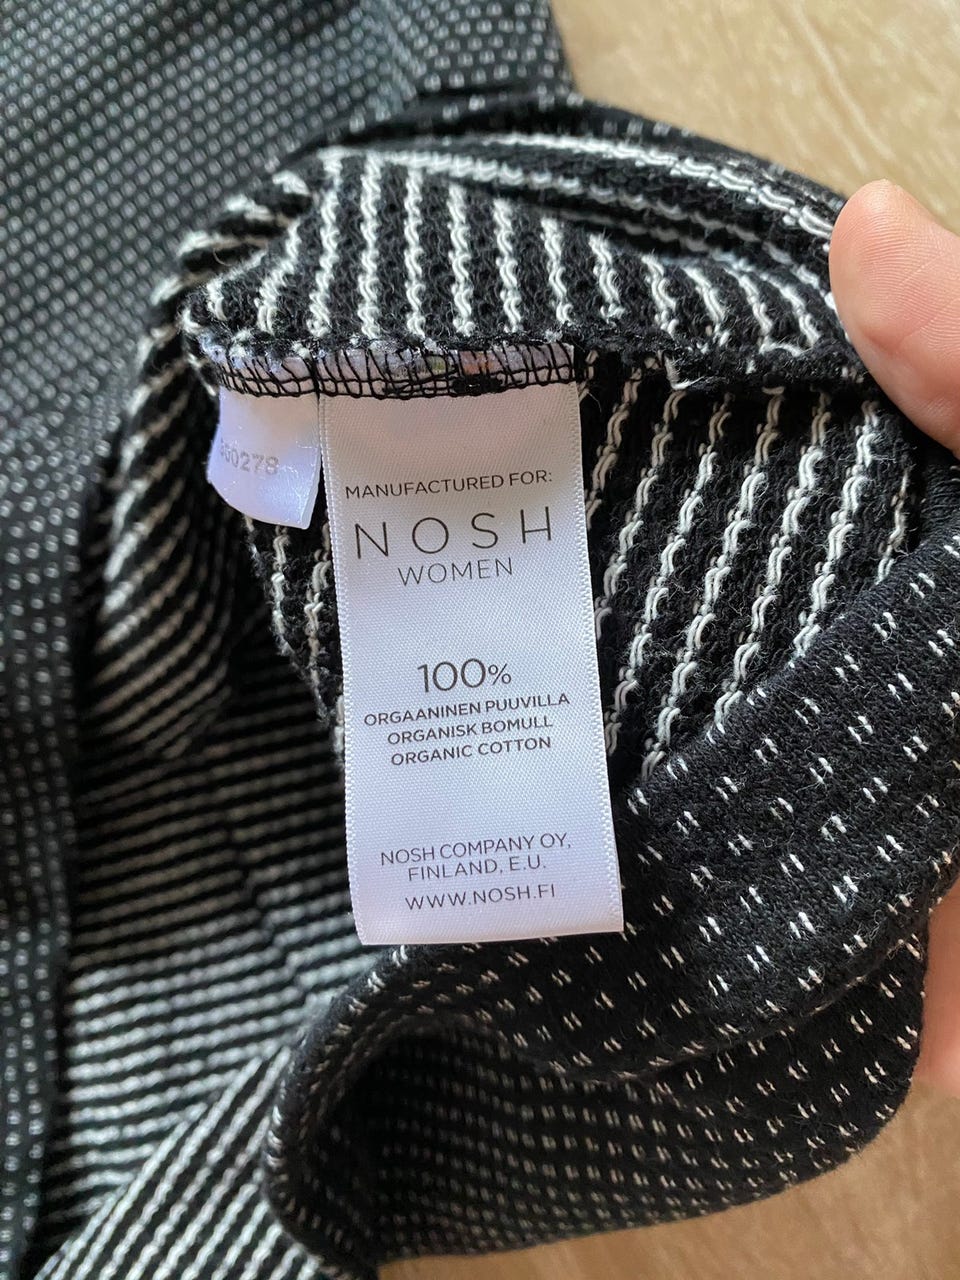 MANUFACTURED FOR:
NOSH
WOMEN
100%
ORGAANINEN PUUVILLA
ORGANISK BOMULL
ORGANIC COTTON
NOSH COMPANY OY,
FINLAND, E.U.
WWW.NOSH.FI